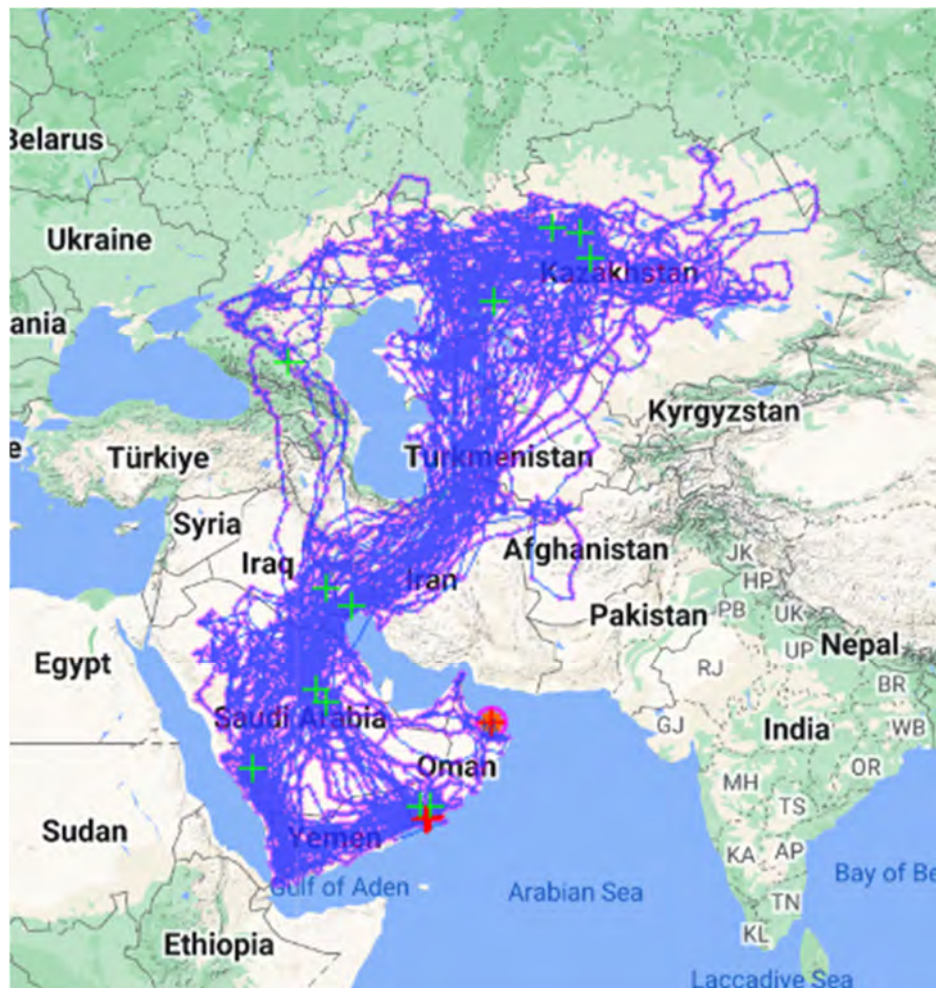 Belarus
Ukraine
Kazakhstan
ania
Kyrgyzstan
Türkiye
Turkmenistan
e
Syria
Iraq
Afghanistan
JK
Iran
HP
Pakistan
PB
UK
Nepal
Egypt
UP
RJ
BR
Saudi Arabia
GJ
India
WB
Oman
OR
MH
TS
Sudan
Yemen
KA
AP
Gulf of Aden
Arabian Sea
Bay of Be
TN
Ethiopia
KL
Laccadive Sea